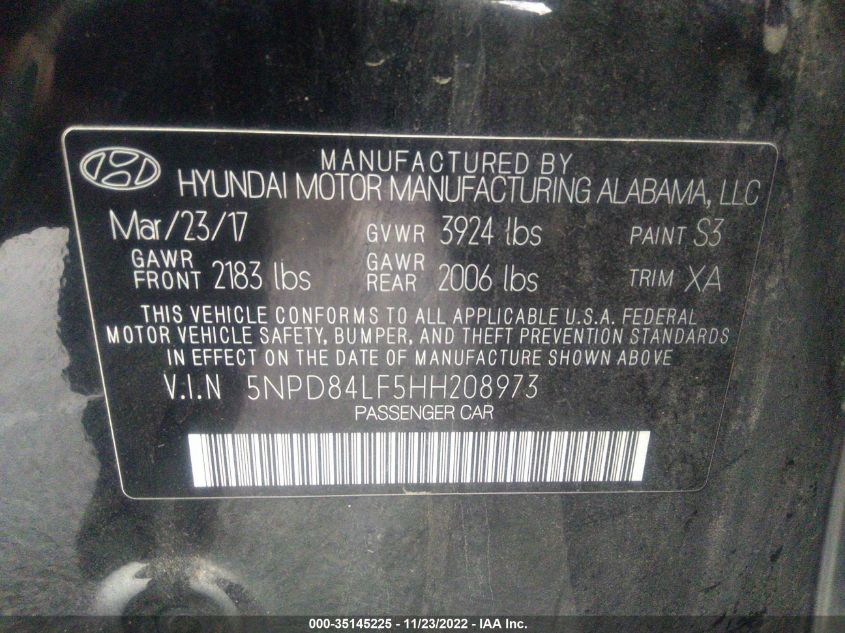 MANUFACTURED BY
HYUNDAI MOTOR MANUFACTURING ALABAMA, LLC
Mar/23/17 GVWR 3924 lbs PAINT S3
GAWR FRONT 2183 lbs GAWR REAR 2006 lbs TRIM XA
THIS VEHICLE CONFORMS TO ALL APPLICABLE U.S.A. FEDERAL
MOTOR VEHICLE SAFETY, BUMPER, AND THEFT PREVENTION STANDARDS
IN EFFECT ON THE DATE OF MANUFACTURE SHOWN ABOVE.
V.I.N 5NPD84LF5HH208973
PASSENGER CAR
000-35145225 - 11/23/2022 - IAA Inc.